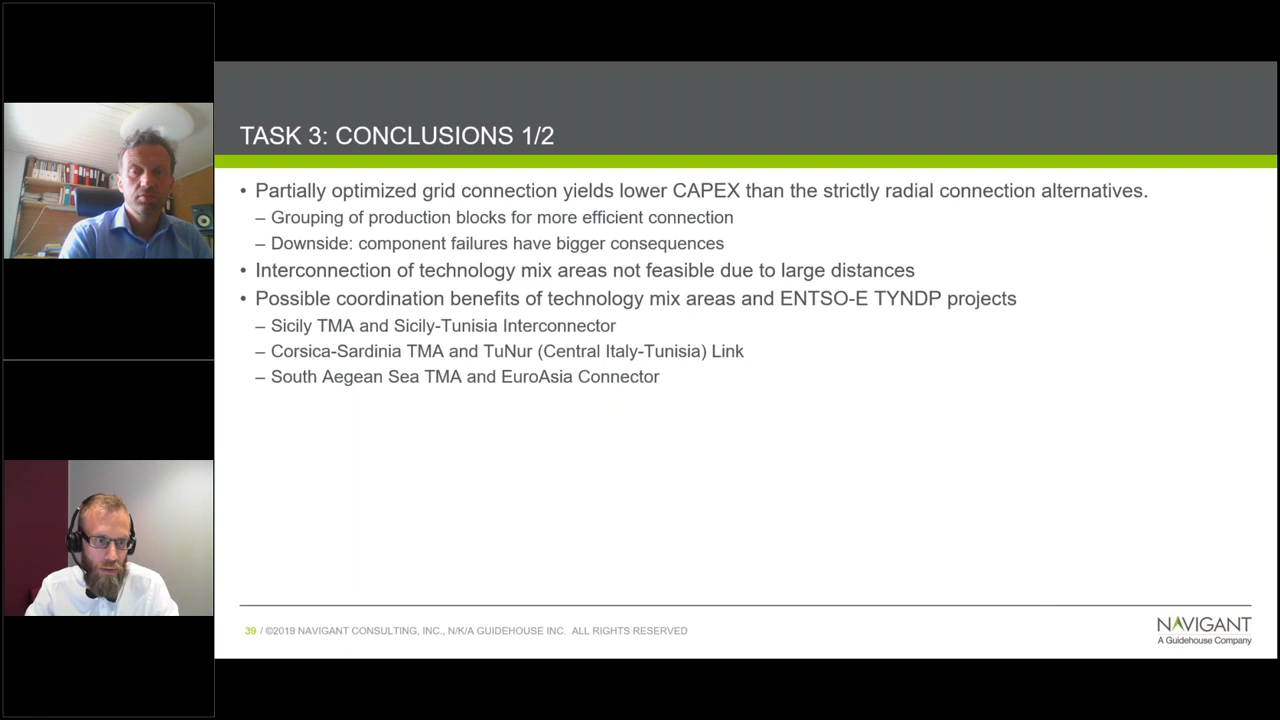 TASK 3: CONCLUSIONS 1/2
• Partially optimized grid connection yields lower CAPEX than the strictly radial connection alternatives.
– Grouping of production blocks for more efficient connection
– Downside: component failures have bigger consequences
• Interconnection of technology mix areas not feasible due to large distances
• Possible coordination benefits of technology mix areas and ENTSO-E TYNDP projects
– Sicily TMA and Sicily-Tunisia Interconnector
– Corsica-Sardinia TMA and TuNur (Central Italy-Tunisia) Link
– South Aegean Sea TMA and EuroAsia Connector
39 / ©2019 NAVIGANT CONSULTING, INC., N/K/A GUIDEHOUSE INC. ALL RIGHTS RESERVED
NAVIGANT
A Guidehouse Company